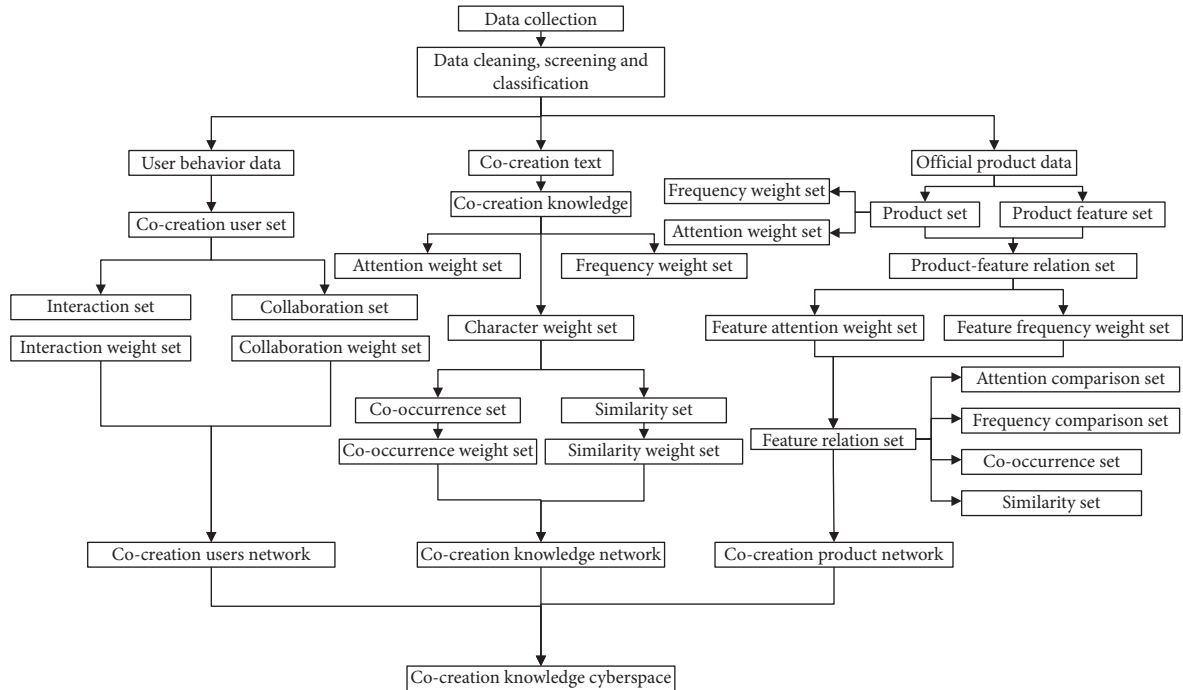 Data collection
Data cleaning, screening and
classification
User behavior data
Co-creation text
Official product data
Frequency weight set
Co-creation knowledge
Product set
Product feature set
Co-creation user set
Attention weight set
Attention weight set
Frequency weight set
Product-feature relation set
Interaction set
Collaboration set
Character weight set
Feature attention weight set
Feature frequency weight set
Interaction weight set
Collaboration weight set
Attention comparison set
Co-occurrence set
Similarity set
Frequency comparison set
Feature relation set
Co-occurrence weight set
Similarity weight set
Co-occurrence set
Similarity set
Co-creation users network
Co-creation knowledge network
Co-creation product network
Co-creation knowledge cyberspace